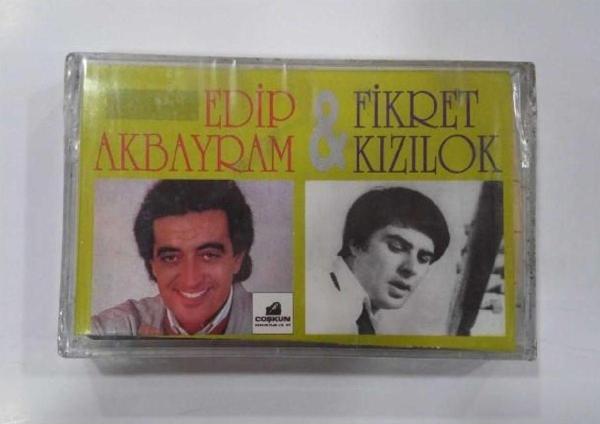 EDİP
AKBAYRAM
&
FİKRET
KIZILOK
COŞKUN